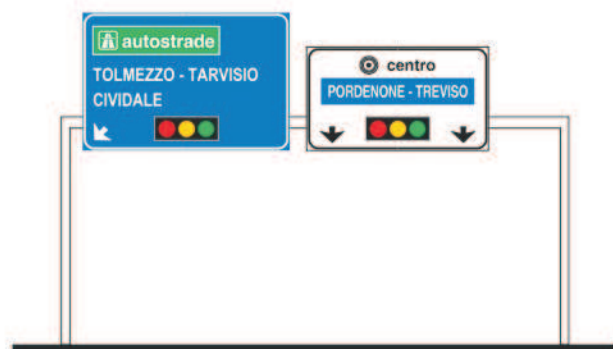 autostrade
TOLMEZZO - TARVISIO
CIVIDALE
centro
PORDENONE - TREVISO